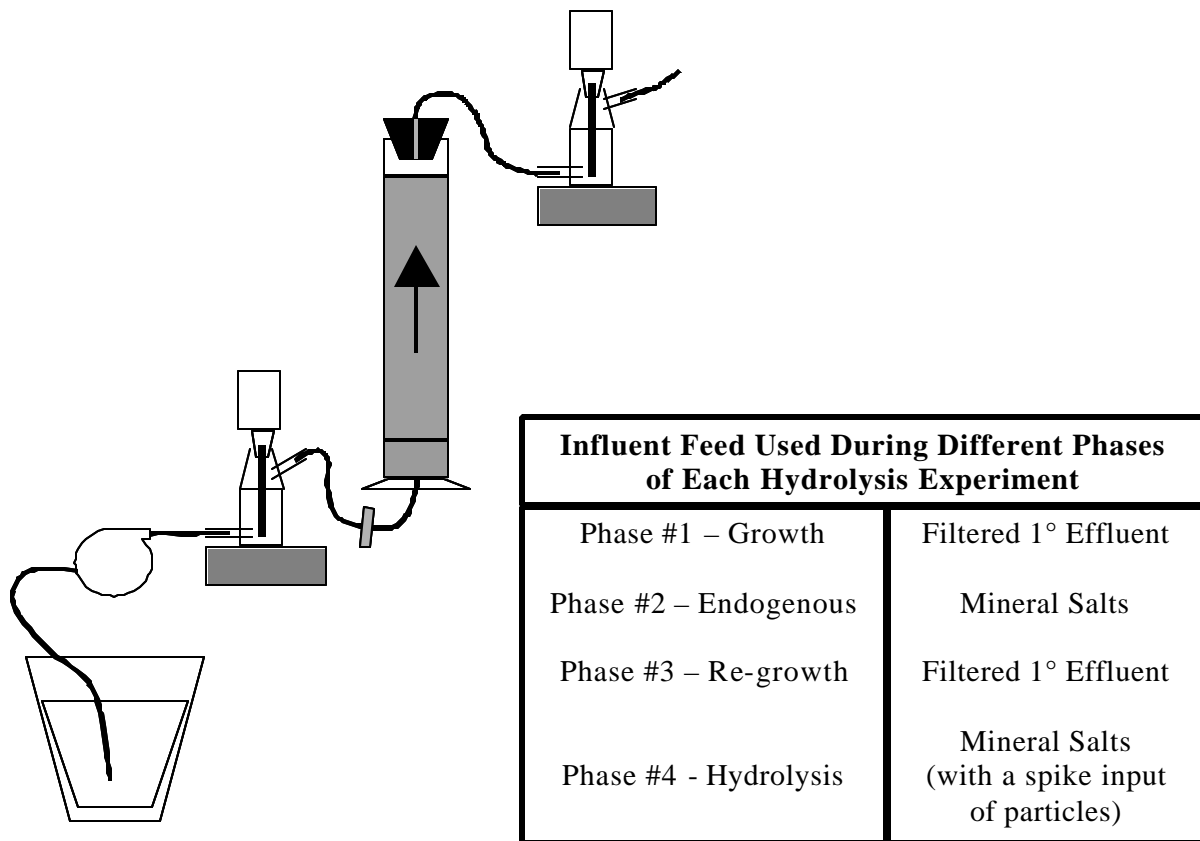 Influent Feed Used During Different Phases
of Each Hydrolysis Experiment
Phase #1 – Growth
Filtered 1° Effluent
Phase #2 – Endogenous
Mineral Salts
Phase #3 – Re-growth
Filtered 1° Effluent
Phase #4 - Hydrolysis
Mineral Salts
(with a spike input
of particles)